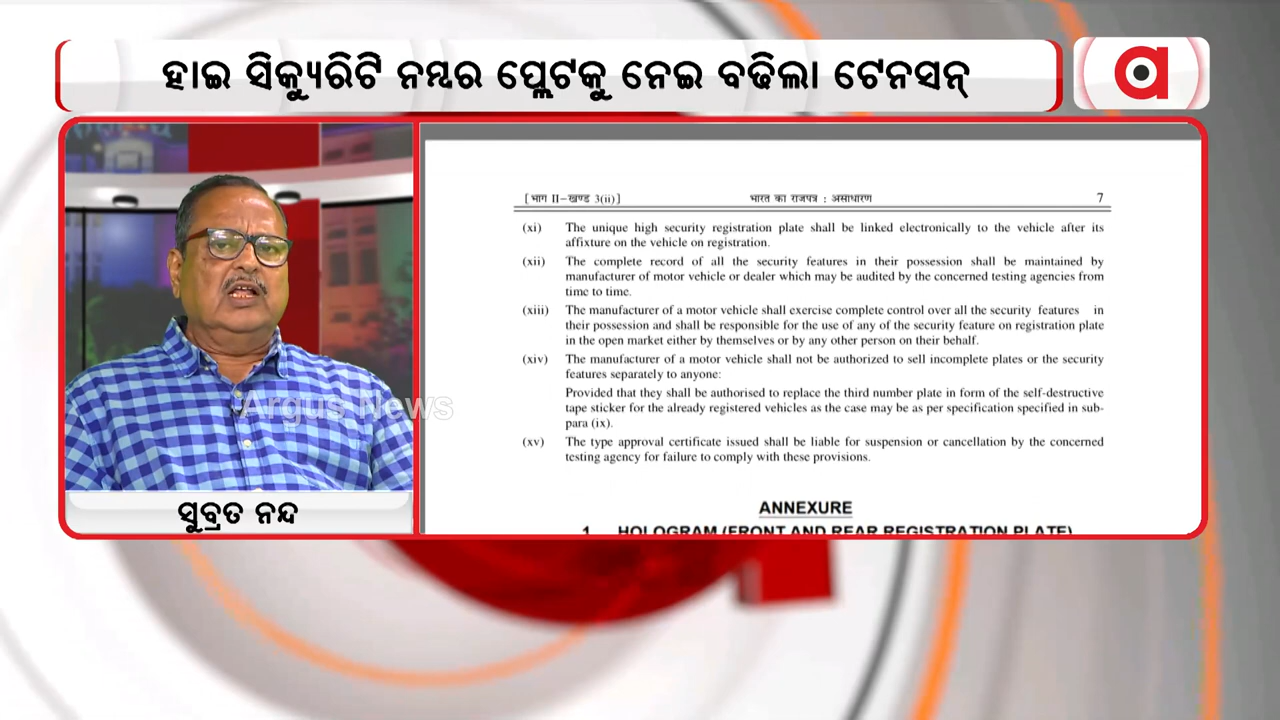 ହାଇ ସିକ୍ୟୁରିଟି ନମ୍ବର ପ୍ଲେଟକୁ ନେଇ ବଢିଲା ଟେନସନ୍
a
[भाग II—खण्ड 3(ii)] भारत का राजपत्र : असाधारण 7
(xi) The unique high security registration plate shall be linked electronically to the vehicle after its
affixture on the vehicle on registration.
(xii) The complete record of all the security features in their possession shall be maintained by
manufacturer of motor vehicle or dealer which may be audited by the concerned testing agencies from
time to time.
(xiii) The manufacturer of a motor vehicle shall exercise complete control over all the security features in
their possession and shall be responsible for the use of any of the security feature on registration plate
in the open market either by themselves or by any other person on their behalf.
(xiv) The manufacturer of a motor vehicle shall not be authorized to sell incomplete plates or the security
features separately to anyone:
Provided that they shall be authorised to replace the third number plate in form of the self-destructive
tape sticker for the already registered vehicles as the case may be as per specification specified in sub-
para (ix).
(xv) The type approval certificate issued shall be liable for suspension or cancellation by the concerned
testing agency for failure to comply with these provisions.
ANNEXURE
1. HOLOGRAM (FRONT AND REAR REGISTRATION PLATE)
Argus News
ସୁବ୍ରତ ନନ୍ଦ